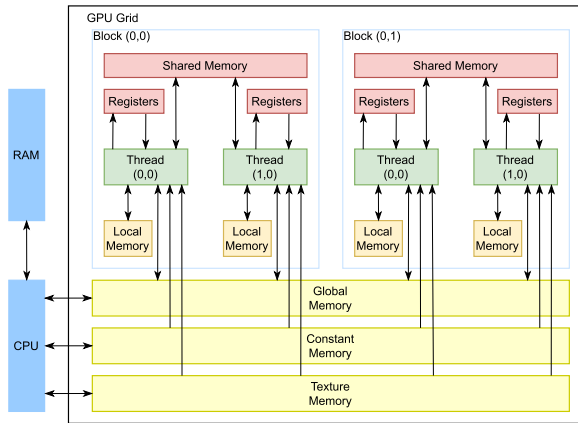 GPU Grid
Block (0,0)
Block (0,1)
Shared Memory
Shared Memory
Registers
Registers
Registers
Registers
RAM
Thread
(0,0)
Thread
(1,0)
Thread
(0,0)
Thread
(1,0)
Local
Memory
Local
Memory
Local
Memory
Local
Memory
CPU
Global
Memory
Constant
Memory
Texture
Memory